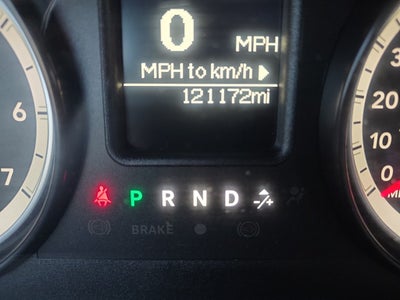 0 MPH
MPH to km/h
121172mi
6
7
P R N D -/+
BRAKE
30
20
10
0